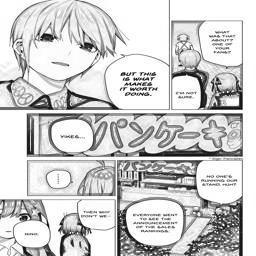 WHAT WAS THAT ABOUT?
ONE OF YOUR FANS?
BUT THIS IS WHAT MAKES IT WORTH DOING.
I'M NOT SURE.
YIKES...
パンケーキ
NO ONE'S RUNNING OUR STAND, HUH?
EVERYONE WENT TO SEE THE ANNOUNCEMENT OF THE SALES RANKINGS.
......
THEN WHY DON'T WE--